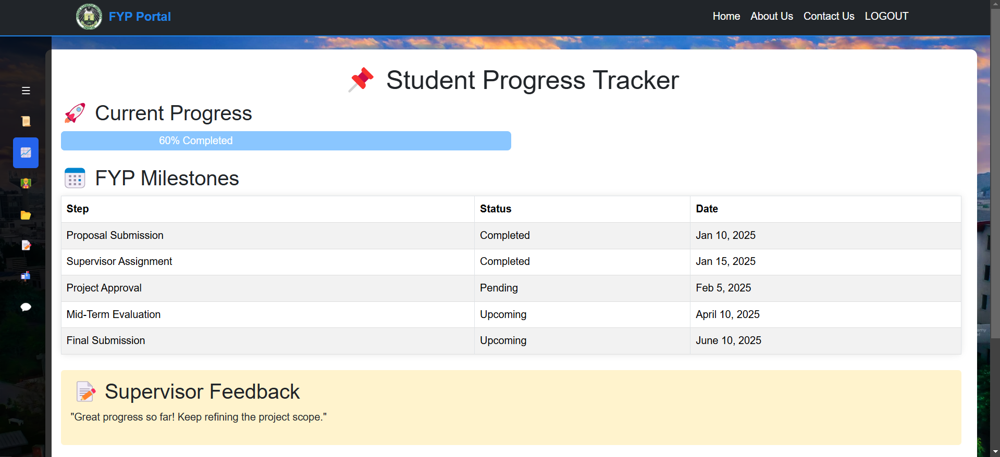 FYP Portal
Home About Us Contact Us LOGOUT
Student Progress Tracker
Current Progress
60% Completed
FYP Milestones
Step Status Date
Proposal Submission Completed Jan 10, 2025
Supervisor Assignment Completed Jan 15, 2025
Project Approval Pending Feb 5, 2025
Mid-Term Evaluation Upcoming April 10, 2025
Final Submission Upcoming June 10, 2025
Supervisor Feedback
"Great progress so far! Keep refining the project scope."